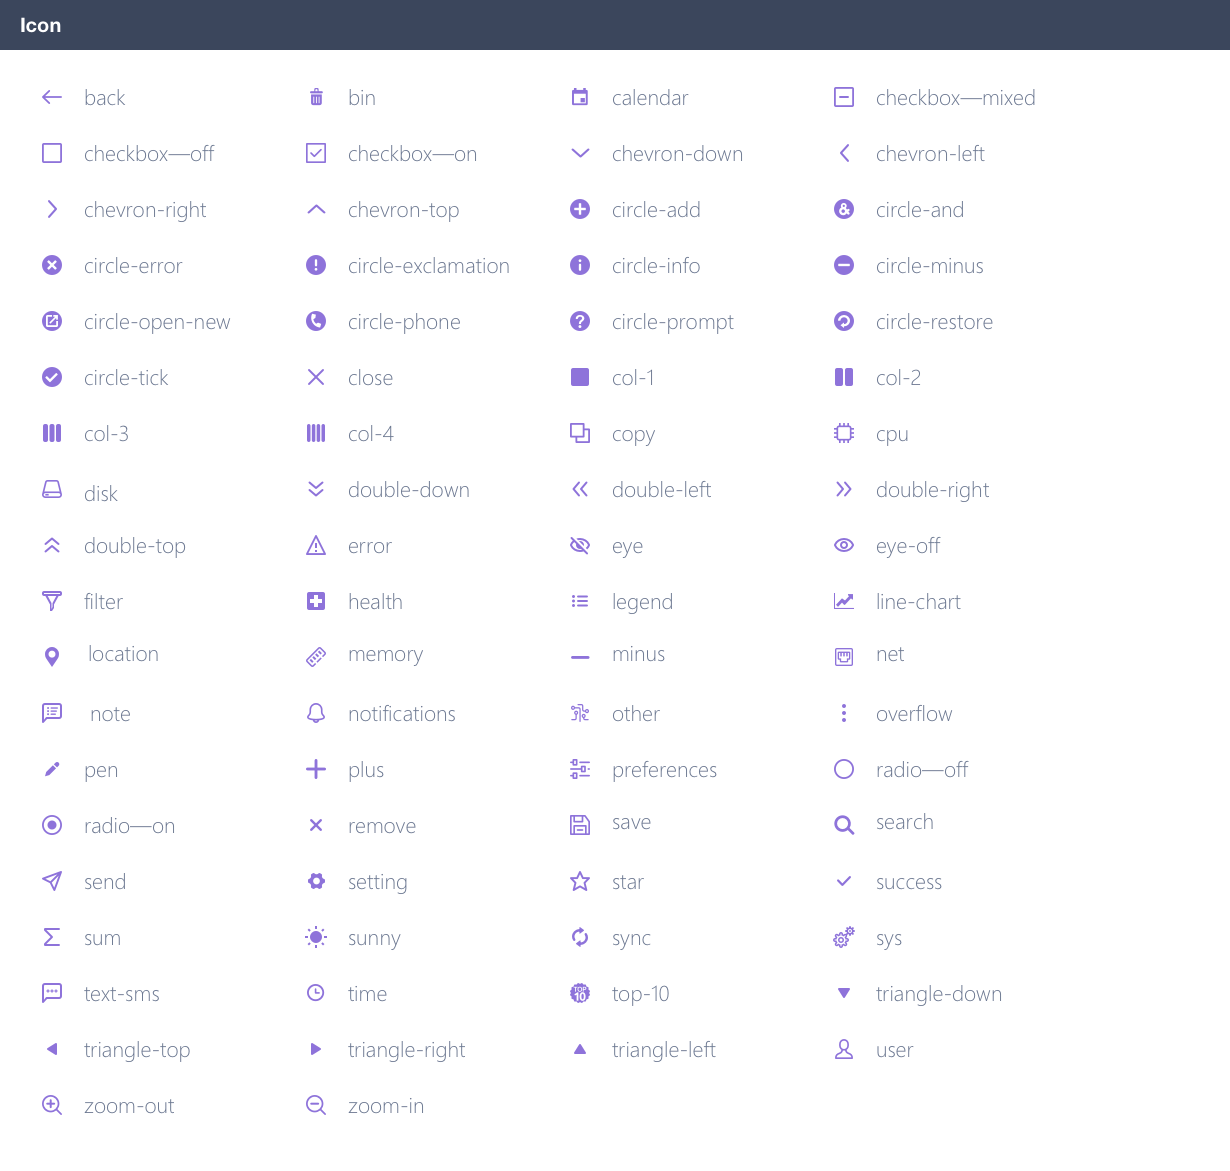 Icon
back bin calendar checkbox—mixed
checkbox—off checkbox—on chevron-down chevron-left
chevron-right chevron-top circle-add circle-and
circle-error circle-exclamation circle-info circle-minus
circle-open-new circle-phone circle-prompt circle-restore
circle-tick close col-1 col-2
col-3 col-4 copy cpu
disk double-down double-left double-right
double-top error eye eye-off
filter health legend line-chart
location memory minus net
note notifications other overflow
pen plus preferences radio—off
radio—on remove save search
send setting star success
sum sunny sync sys
text-sms time TOP 10 top-10 triangle-down
triangle-top triangle-right triangle-left user
zoom-out zoom-in